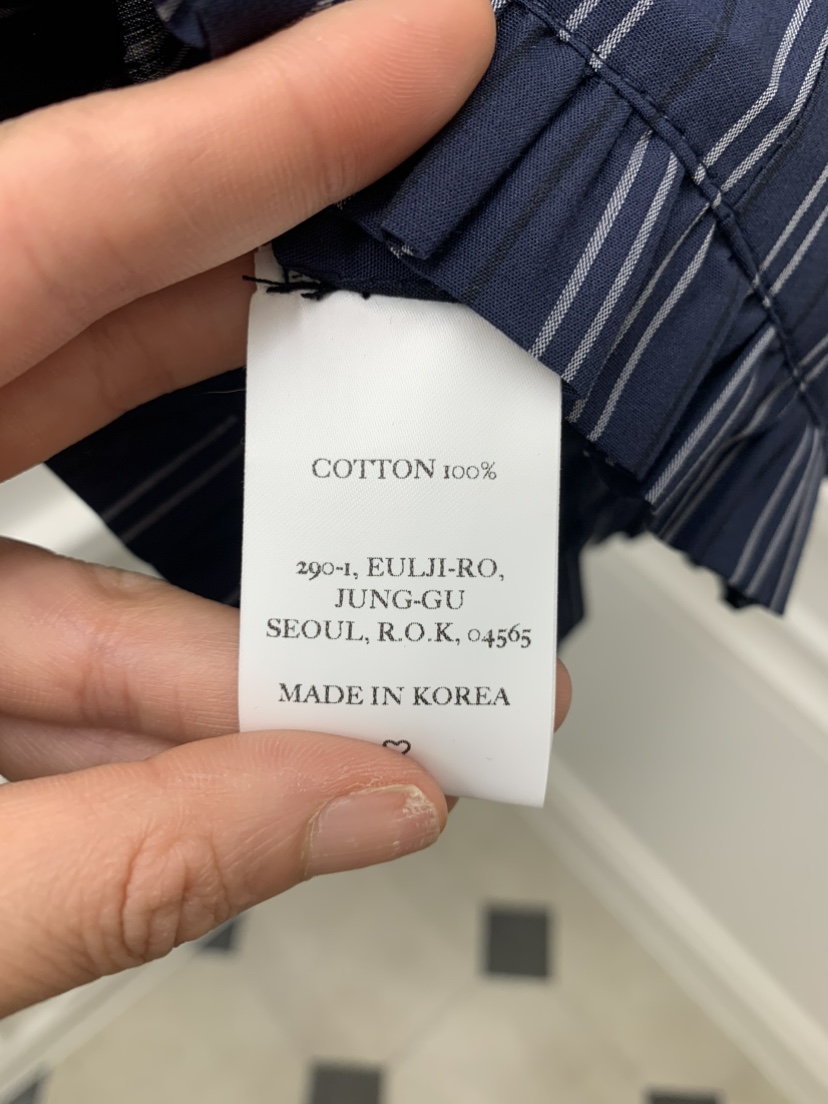 COTTON 100%
290-1, EULJI-RO,
JUNG-GU
SEOUL, R.O.K, 04565
MADE IN KOREA